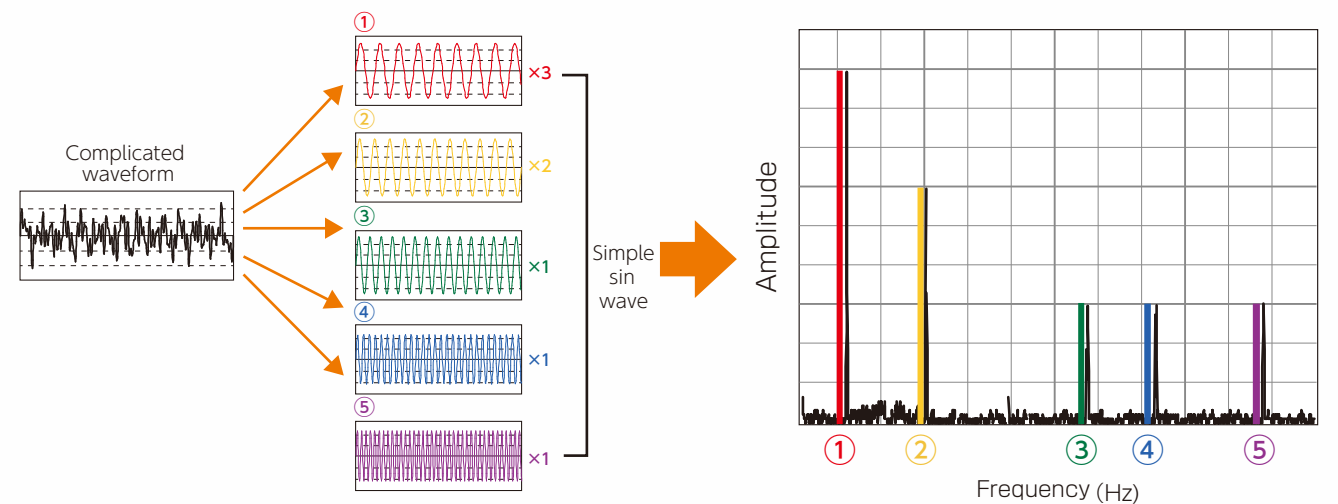 Complicated
waveform
①
×3
②
×2
③
×1
④
×1
⑤
×1
Simple
sin
wave
Amplitude
① ② ③ ④ ⑤
Frequency (Hz)